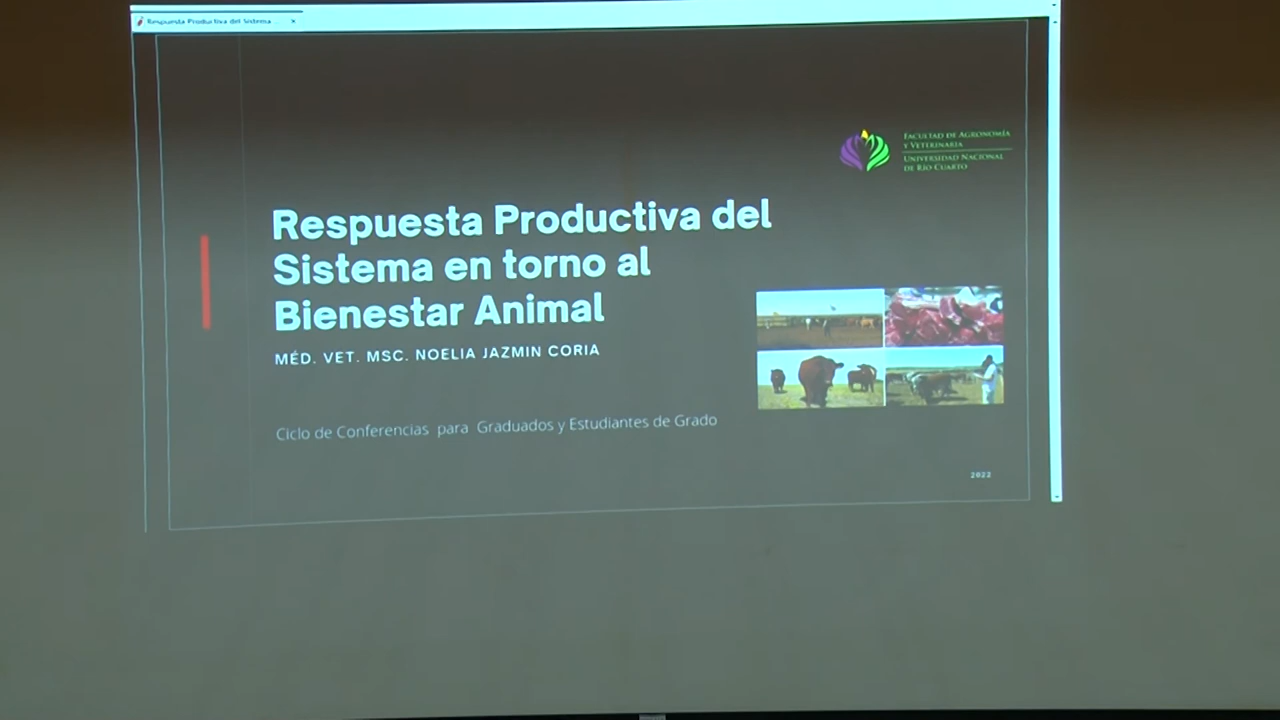 Respuesta Productiva del Sistema ...
FACULTAD DE AGRONOMÍA
Y VETERINARIA
UNIVERSIDAD NACIONAL
DE RÍO CUARTO
Respuesta Productiva del
Sistema en torno al
Bienestar Animal
MÉD. VET. MSC. NOELIA JAZMIN CORIA
Ciclo de Conferencias para Graduados y Estudiantes de Grado
2022